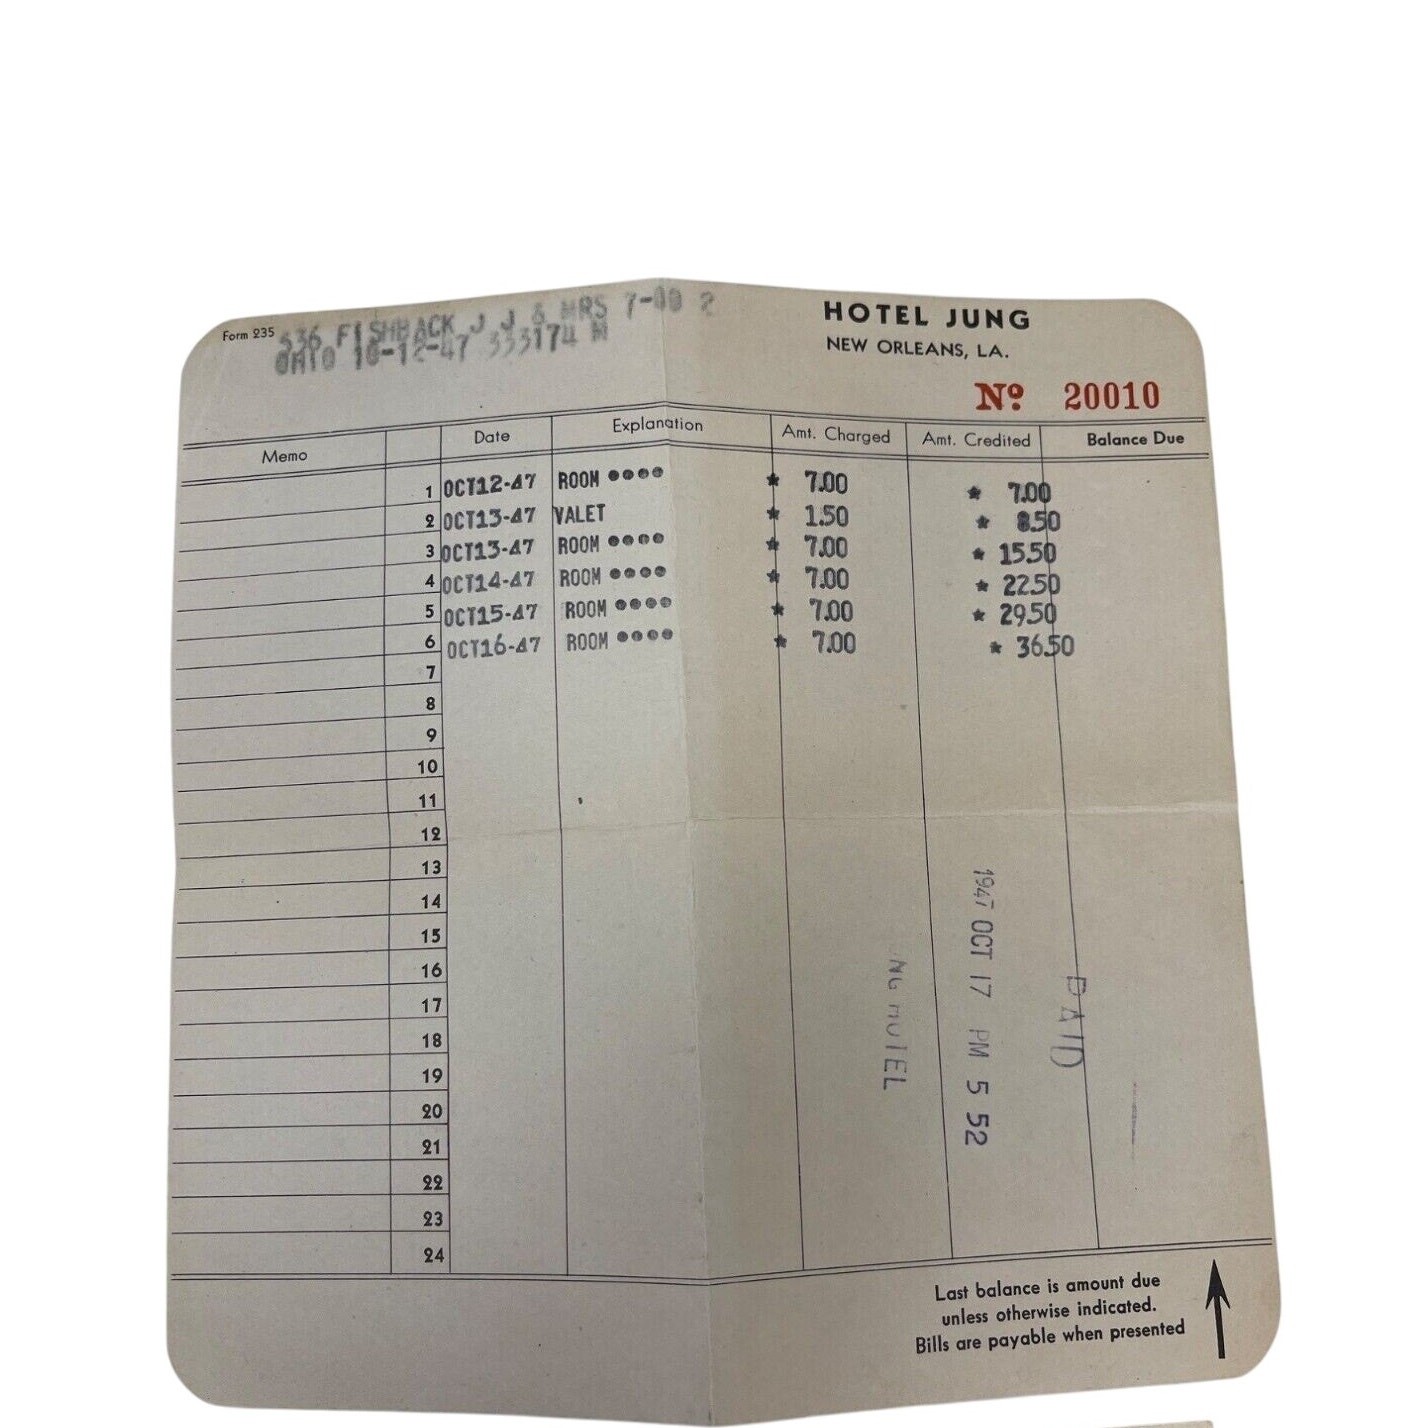 Form 235
536 FISHBACK J J & MRS 7-00 2
OHIO 10-12-47 333174 M
HOTEL JUNG
NEW ORLEANS, LA.
Nº 20010
Memo Date Explanation Amt. Charged Amt. Credited Balance Due
1 OCT12-47 ROOM •••• * 7.00 * 7.00
2 OCT13-47 VALET * 1.50 * 8.50
3 OCT13-47 ROOM •••• * 7.00 * 15.50
4 OCT14-47 ROOM •••• * 7.00 * 22.50
5 OCT15-47 ROOM •••• * 7.00 * 29.50
6 OCT16-47 ROOM •••• * 7.00 * 36.50
7
8
9
10
11
12
13
14
15
16
17
18
19
20
21
22
23
24
PAID
1947 OCT 17 PM 5 52
NG HOTEL
Last balance is amount due
unless otherwise indicated.
Bills are payable when presented